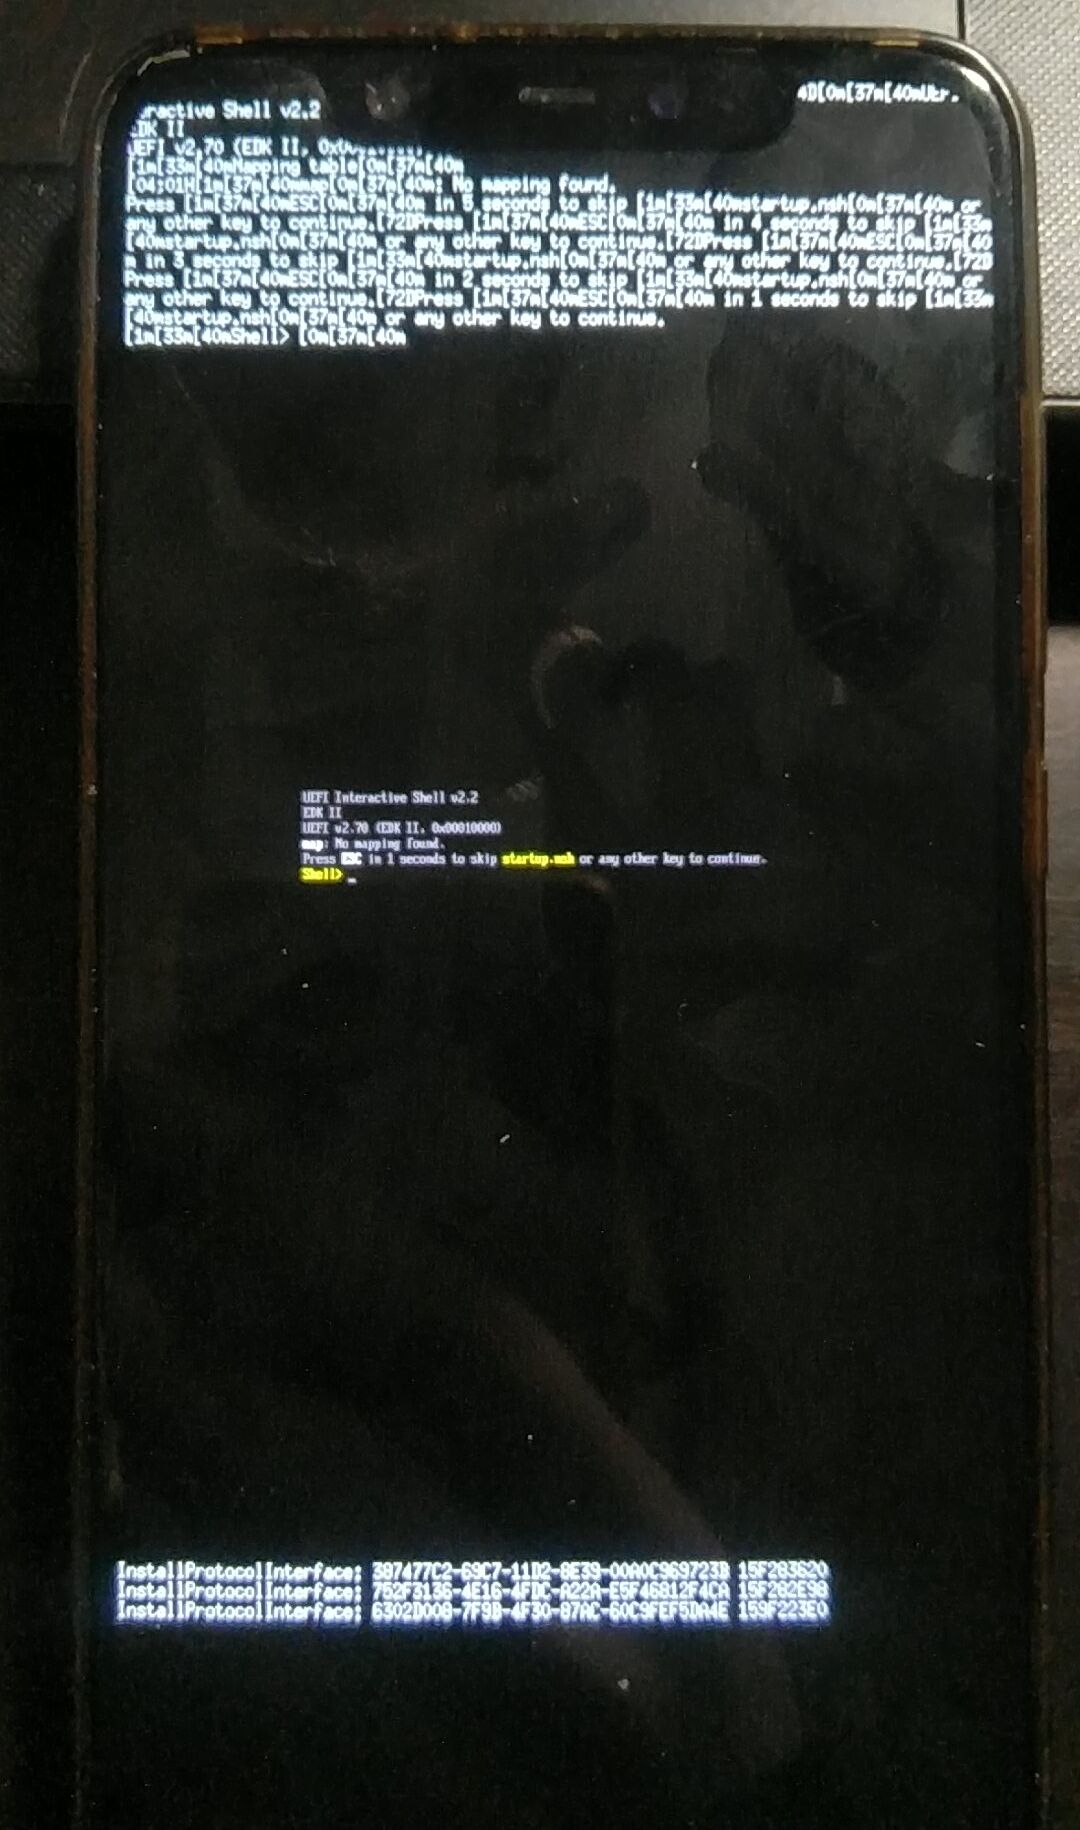 4D[0m[37m[40m
ractive Shell v2.2
EDK II
UEFI v2.70 (EDK II,
[1m[33m[40mMapping table[0m[37m[40m
[04;01H[1m[37m[40mmap[0m[37m[40m: No mapping found.
Press [1m[37m[40mESC[0m[37m[40m in 5 seconds to skip [1m[33m[40mstartup.nsh[0m[37m[40m or
any other key to continue.[72DPress [1m[37m[40mESC[0m[37m[40m in 4 seconds to skip [1m[33m
[40mstartup.nsh[0m[37m[40m or any other key to continue.[72DPress [1m[37m[40mESC[0m[37m[40
m in 3 seconds to skip [1m[33m[40mstartup.nsh[0m[37m[40m or any other key to continue.[72D
Press [1m[37m[40mESC[0m[37m[40m in 2 seconds to skip [1m[33m[40mstartup.nsh[0m[37m[40m or
any other key to continue.[72DPress [1m[37m[40mESC[0m[37m[40m in 1 seconds to skip [1m[33m
[40mstartup.nsh[0m[37m[40m or any other key to continue.
[1m[33m[40mShell> [0m[37m[40m
UEFI Interactive Shell v2.2
EDK II
UEFI v2.70 (EDK II, 0x00010000)
map: No mapping found.
Press ESC in 1 seconds to skip startup.nsh or any other key to continue.
Shell> _
InstallProtocolInterface: 387477C2-69C7-11D2-8E39-00A0C969723B 15F283620
InstallProtocolInterface: 752F3136-4E16-4FDC-A22A-E5F46812F4CA 15F282E98
InstallProtocolInterface: 6302D008-7F9B-4F30-87AC-60C9FEF5DA4E 159F223E0